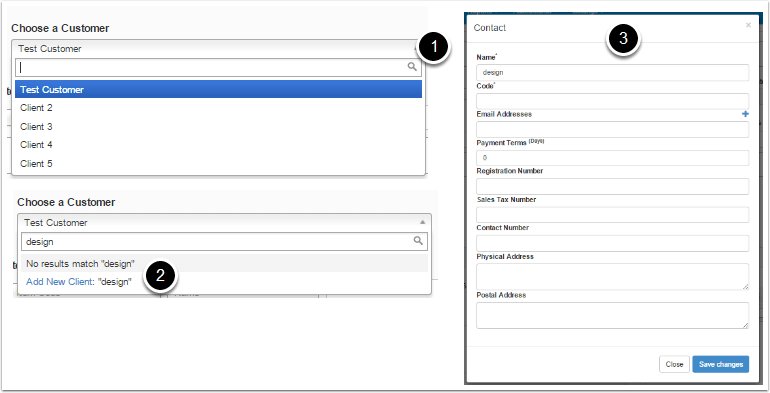 Choose a Customer
Test Customer
1
Test Customer
Client 2
Client 3
Client 4
Client 5
Choose a Customer
Test Customer
design
No results match "design"
Add New Client: "design"
2
Contact
×
3
Name*
design
Code*
Email Addresses
+
Payment Terms (Days)
0
Registration Number
Sales Tax Number
Contact Number
Physical Address
Postal Address
Close
Save changes